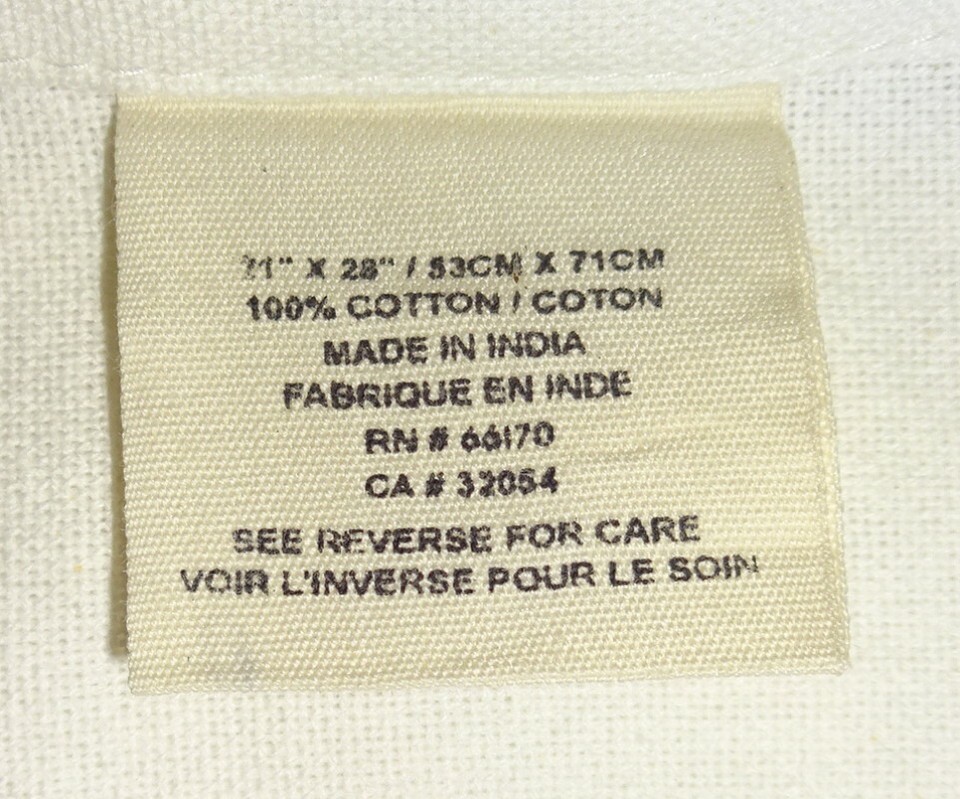 21" X 28" / 53CM X 71CM
100% COTTON / COTON
MADE IN INDIA
FABRIQUE EN INDE
RN # 66170
CA # 32054
SEE REVERSE FOR CARE
VOIR L'INVERSE POUR LE SOIN